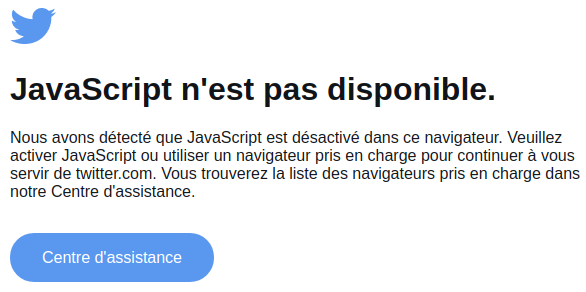 JavaScript n'est pas disponible.
Nous avons détecté que JavaScript est désactivé dans ce navigateur. Veuillez
activer JavaScript ou utiliser un navigateur pris en charge pour continuer à vous
servir de twitter.com. Vous trouverez la liste des navigateurs pris en charge dans
notre Centre d'assistance.
Centre d'assistance